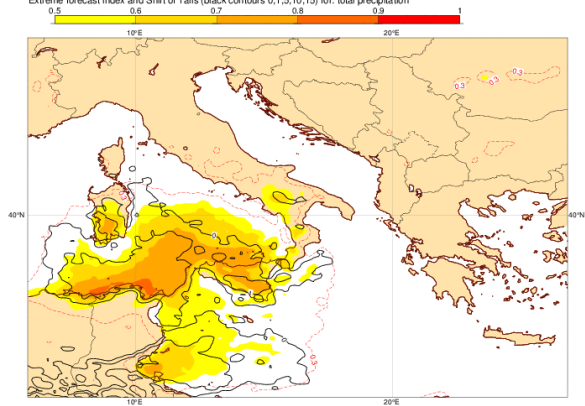 Extreme forecast index and Shift of Tails (black contours 0,1,5,10,15) for: total precipitation
0.5 0.6 0.7 0.8 0.9 1
10°E 20°E
0.3 0.3 0.3
40°N 40°N
0
0.3
10°E 20°E